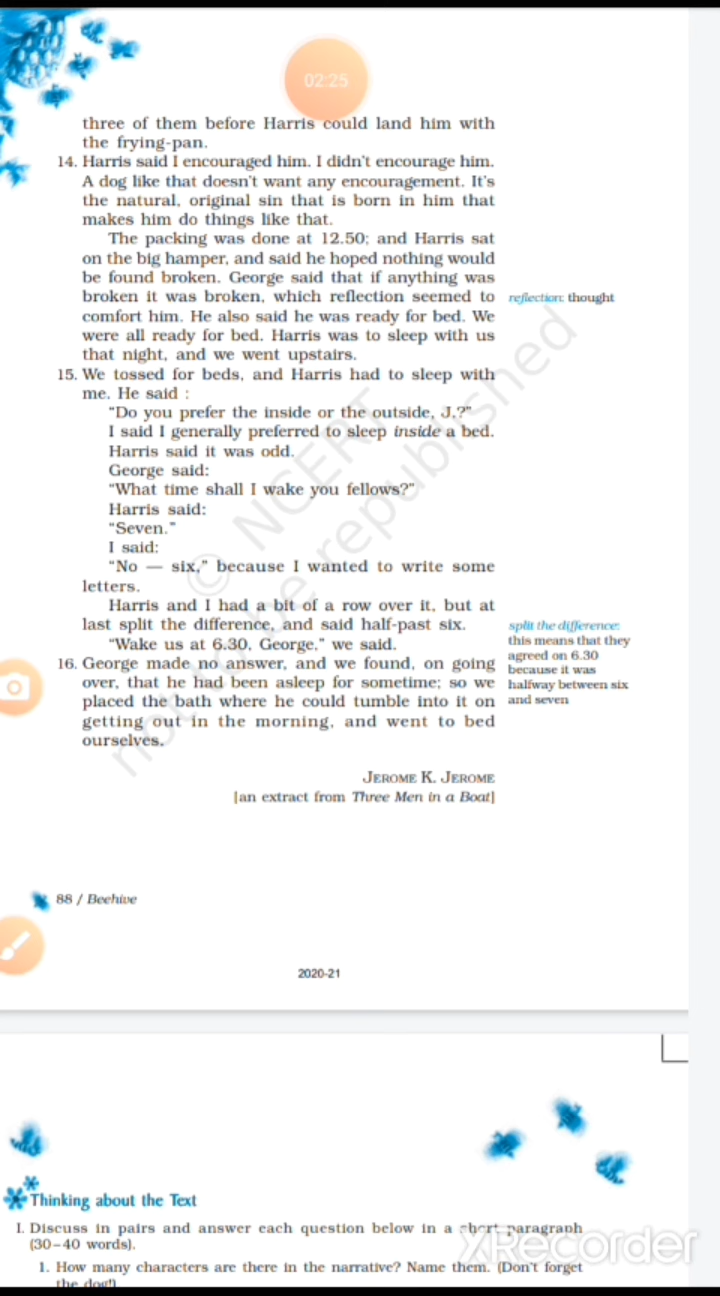 02:25
three of them before Harris could land him with
the frying-pan.
14. Harris said I encouraged him. I didn't encourage him.
A dog like that doesn't want any encouragement. It's
the natural, original sin that is born in him that
makes him do things like that.
The packing was done at 12.50; and Harris sat
on the big hamper, and said he hoped nothing would
be found broken. George said that if anything was
broken it was broken, which reflection seemed to
comfort him. He also said he was ready for bed. We
were all ready for bed. Harris was to sleep with us
that night, and we went upstairs.
reflection: thought
15. We tossed for beds, and Harris had to sleep with
me. He said :
"Do you prefer the inside or the outside, J.?"
I said I generally preferred to sleep inside a bed.
Harris said it was odd.
George said:
"What time shall I wake you fellows?"
Harris said:
"Seven."
I said:
"No — six," because I wanted to write some
letters.
Harris and I had a bit of a row over it, but at
last split the difference, and said half-past six.
"Wake us at 6.30, George," we said.
split the difference:
this means that they
agreed on 6.30
because it was
halfway between six
and seven
16. George made no answer, and we found, on going
over, that he had been asleep for sometime; so we
placed the bath where he could tumble into it on
getting out in the morning, and went to bed
ourselves.
JEROME K. JEROME
[an extract from Three Men in a Boat]
© NCERT
not to be republished
88 / Beehive
2020-21
Thinking about the Text
I. Discuss in pairs and answer each question below in a short paragraph
(30–40 words).
1. How many characters are there in the narrative? Name them. (Don't forget
the dog!)
XRecorder